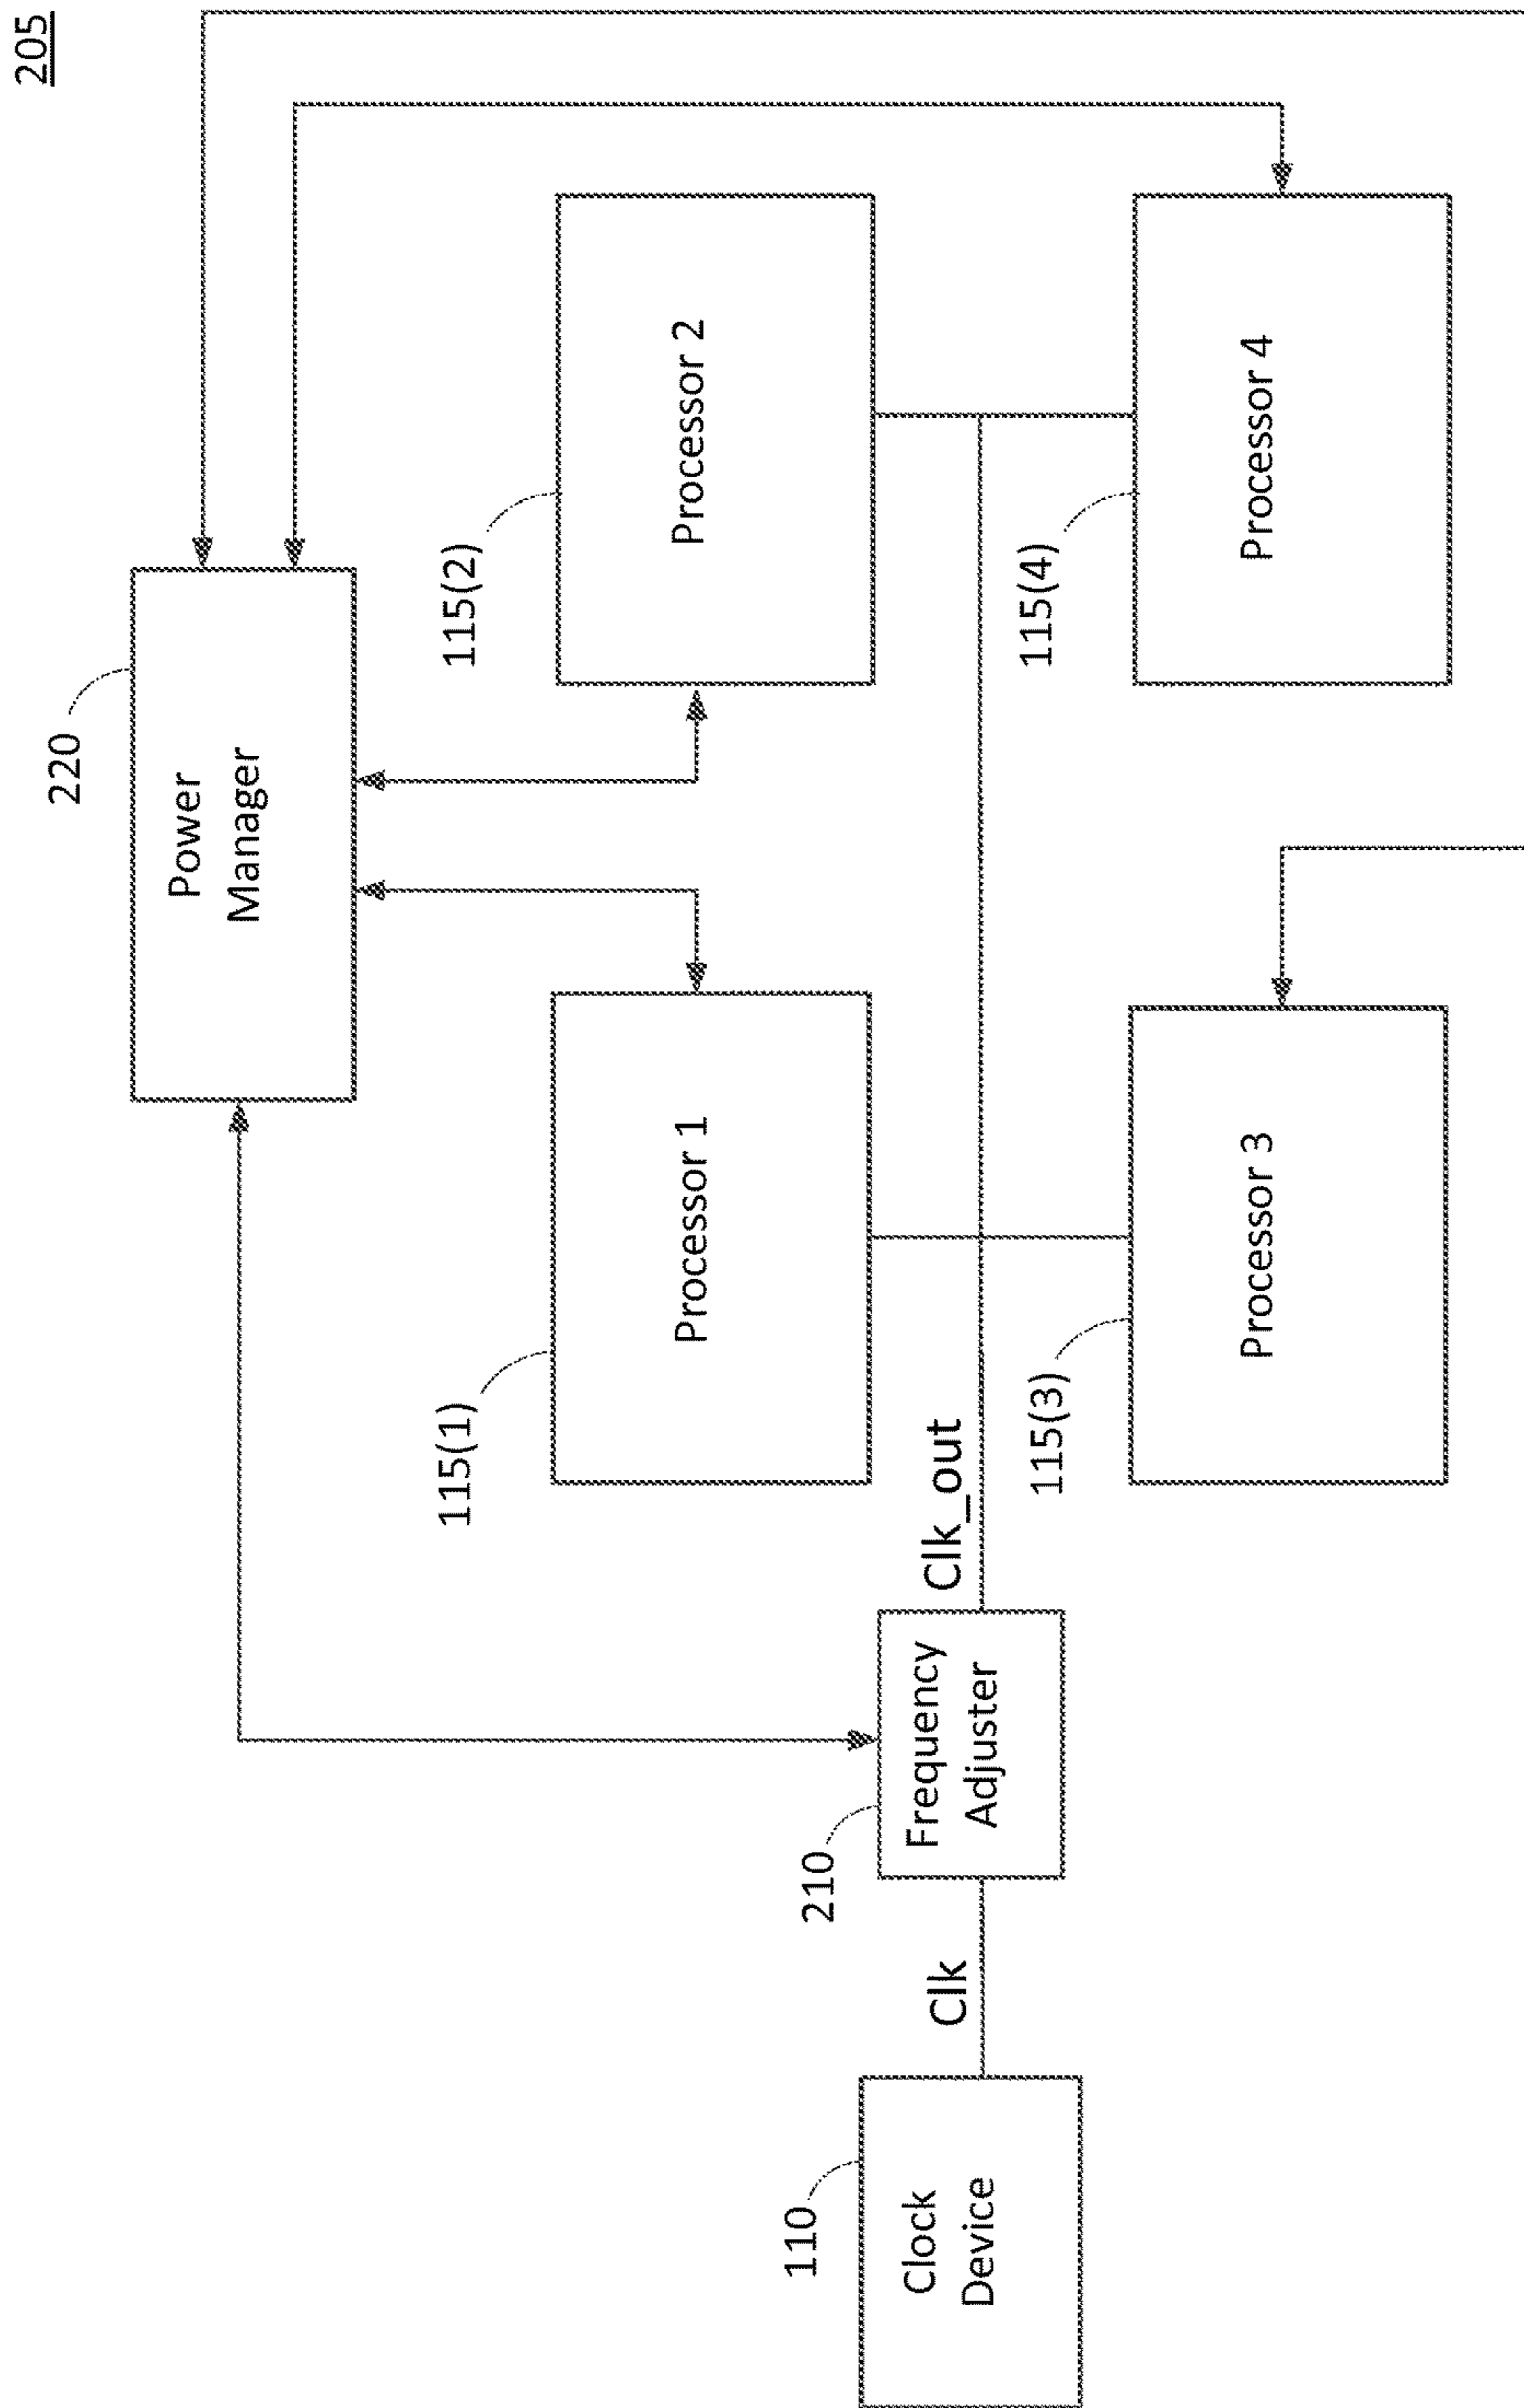 205
220
Power
Manager
115(1)
Processor 1
115(2)
Processor 2
110
Clock
Device
Clk
210
Frequency
Adjuster
Clk_out
115(3)
Processor 3
115(4)
Processor 4